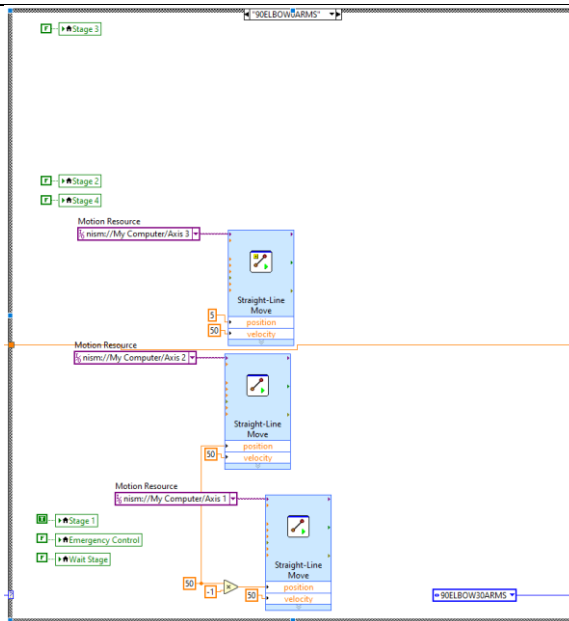 "90ELBOW0ARMS"
F Stage 3
F Stage 2
F Stage 4
Motion Resource
nism://My Computer/Axis 3
Straight-Line
Move
5 position
50 velocity
Motion Resource
nism://My Computer/Axis 2
Straight-Line
Move
position
50 velocity
Motion Resource
nism://My Computer/Axis 1
Stage 1
F Emergency Control
F Wait Stage
Straight-Line
Move
50 -1 position
50 velocity
90ELBOW30ARMS